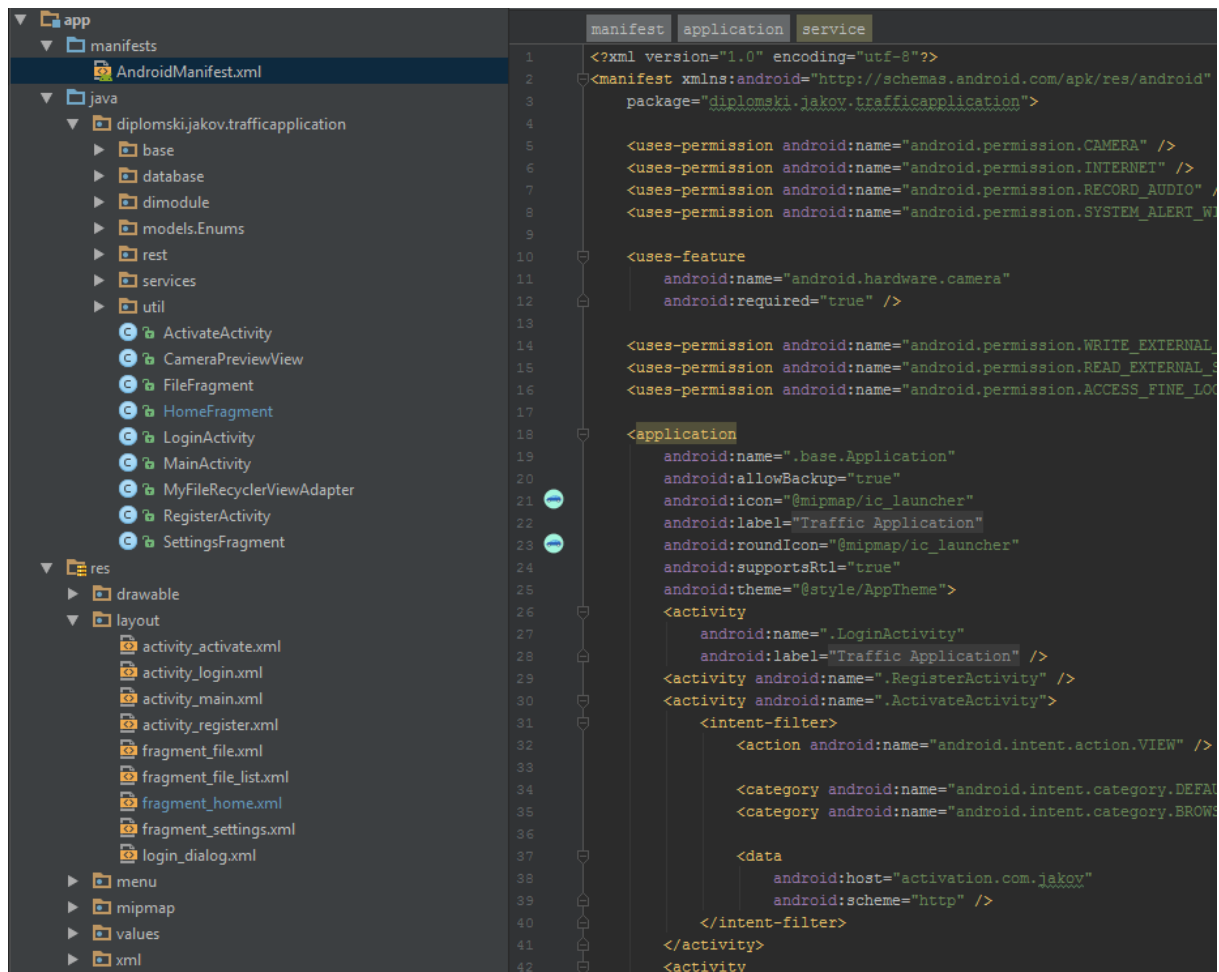 app
manifests
AndroidManifest.xml
java
diplomski.jakov.trafficapplication
base
database
dimodule
models.Enums
rest
services
util
ActivateActivity
CameraPreviewView
FileFragment
HomeFragment
LoginActivity
MainActivity
MyFileRecyclerViewAdapter
RegisterActivity
SettingsFragment
res
drawable
layout
activity_activate.xml
activity_login.xml
activity_main.xml
activity_register.xml
fragment_file.xml
fragment_file_list.xml
fragment_home.xml
fragment_settings.xml
login_dialog.xml
menu
mipmap
values
xml
manifest application service
1 <?xml version="1.0" encoding="utf-8"?>
2 <manifest xmlns:android="http://schemas.android.com/apk/res/android"
3 package="diplomski.jakov.trafficapplication">
4
5 <uses-permission android:name="android.permission.CAMERA" />
6 <uses-permission android:name="android.permission.INTERNET" />
7 <uses-permission android:name="android.permission.RECORD_AUDIO" /
8 <uses-permission android:name="android.permission.SYSTEM_ALERT_WI
9
10 <uses-feature
11 android:name="android.hardware.camera"
12 android:required="true" />
13
14 <uses-permission android:name="android.permission.WRITE_EXTERNAL_
15 <uses-permission android:name="android.permission.READ_EXTERNAL_S
16 <uses-permission android:name="android.permission.ACCESS_FINE_LOC
17
18 <application
19 android:name=".base.Application"
20 android:allowBackup="true"
21 android:icon="@mipmap/ic_launcher"
22 android:label="Traffic Application"
23 android:roundIcon="@mipmap/ic_launcher"
24 android:supportsRtl="true"
25 android:theme="@style/AppTheme">
26 <activity
27 android:name=".LoginActivity"
28 android:label="Traffic Application" />
29 <activity android:name=".RegisterActivity" />
30 <activity android:name=".ActivateActivity">
31 <intent-filter>
32 <action android:name="android.intent.action.VIEW" />
33
34 <category android:name="android.intent.category.DEFAU
35 <category android:name="android.intent.category.BROWS
36
37 <data
38 android:host="activation.com.jakov"
39 android:scheme="http" />
40 </intent-filter>
41 </activity>
42 <activity